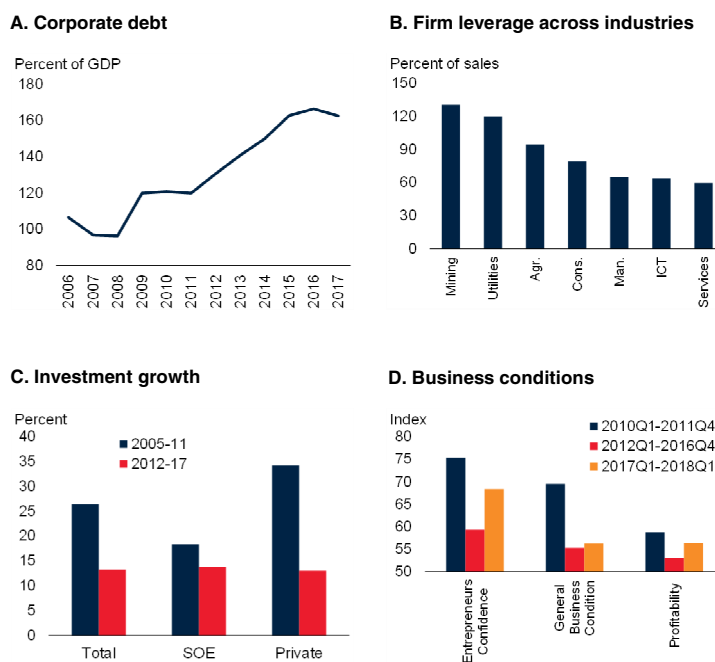 A. Corporate debt
Percent of GDP
180
160
140
120
100
80
2006
2007
2008
2009
2010
2011
2012
2013
2014
2015
2016
2017
B. Firm leverage across industries
Percent of sales
150
120
90
60
30
0
Mining
Utilities
Agr.
Cons.
Man.
ICT
Services
C. Investment growth
Percent
40
35
30
25
20
15
10
5
0
2005-11
2012-17
Total
SOE
Private
D. Business conditions
Index
80
75
70
65
60
55
50
2010Q1-2011Q4
2012Q1-2016Q4
2017Q1-2018Q1
Entrepreneurs
Confidence
General
Business
Condition
Profitability